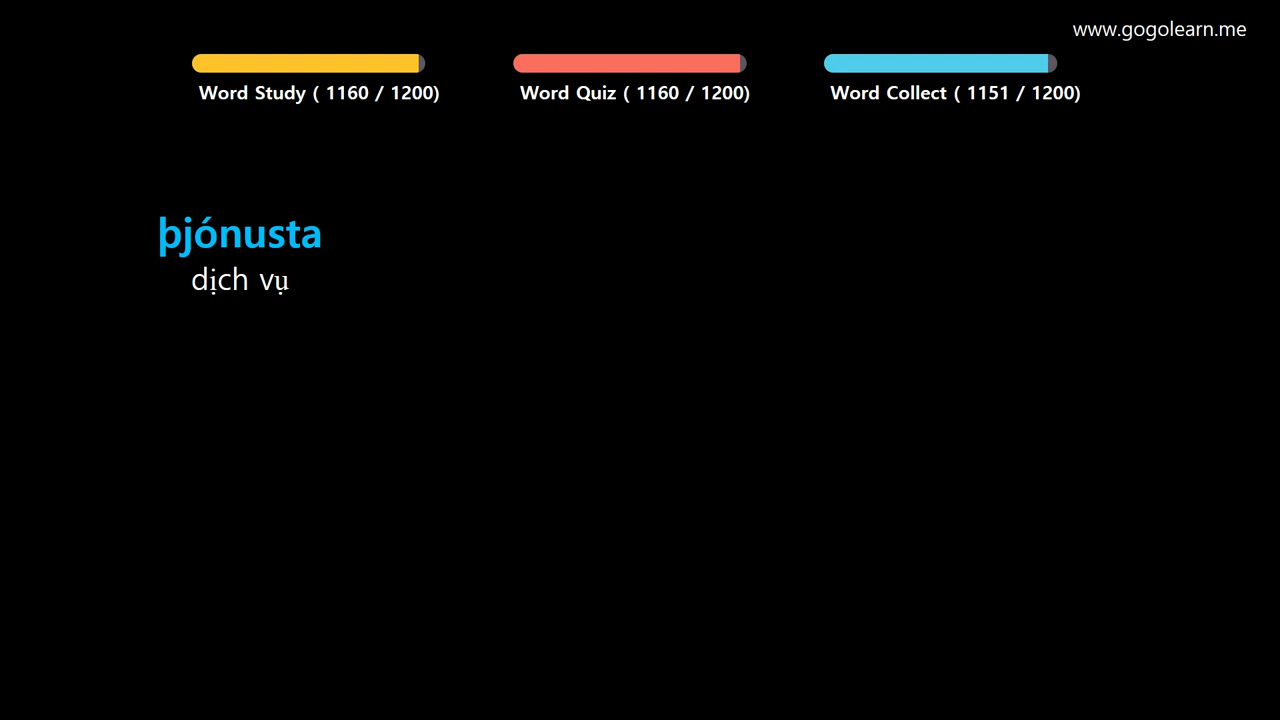 www.gogolearn.me
Word Study ( 1160 / 1200)
Word Quiz ( 1160 / 1200)
Word Collect ( 1151 / 1200)
þjónusta
dịch vụ